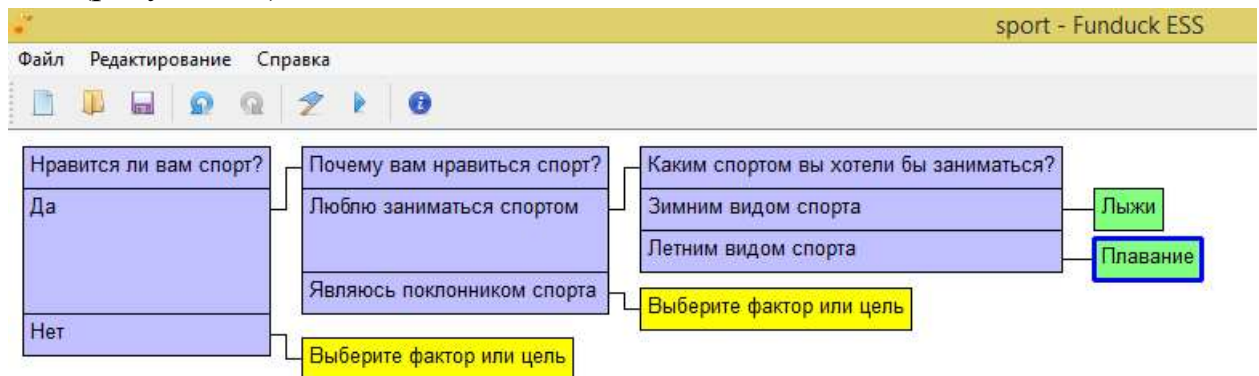 sport - Funduck ESS
Файл Редактирование Справка
Нравится ли вам спорт? Почему вам нравиться спорт? Каким спортом вы хотели бы заниматься?
Да Люблю заниматься спортом Зимним видом спорта Лыжи
Летним видом спорта Плавание
Являюсь поклонником спорта Выберите фактор или цель
Нет Выберите фактор или цель